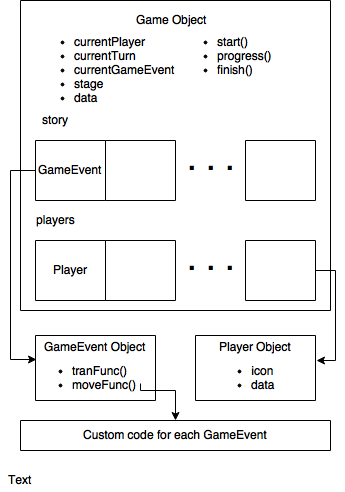 Game Object
• currentPlayer
• currentTurn
• currentGameEvent
• stage
• data
• start()
• progress()
• finish()
story
GameEvent
players
Player
GameEvent Object
• tranFunc()
• moveFunc()
Player Object
• icon
• data
Custom code for each GameEvent
Text